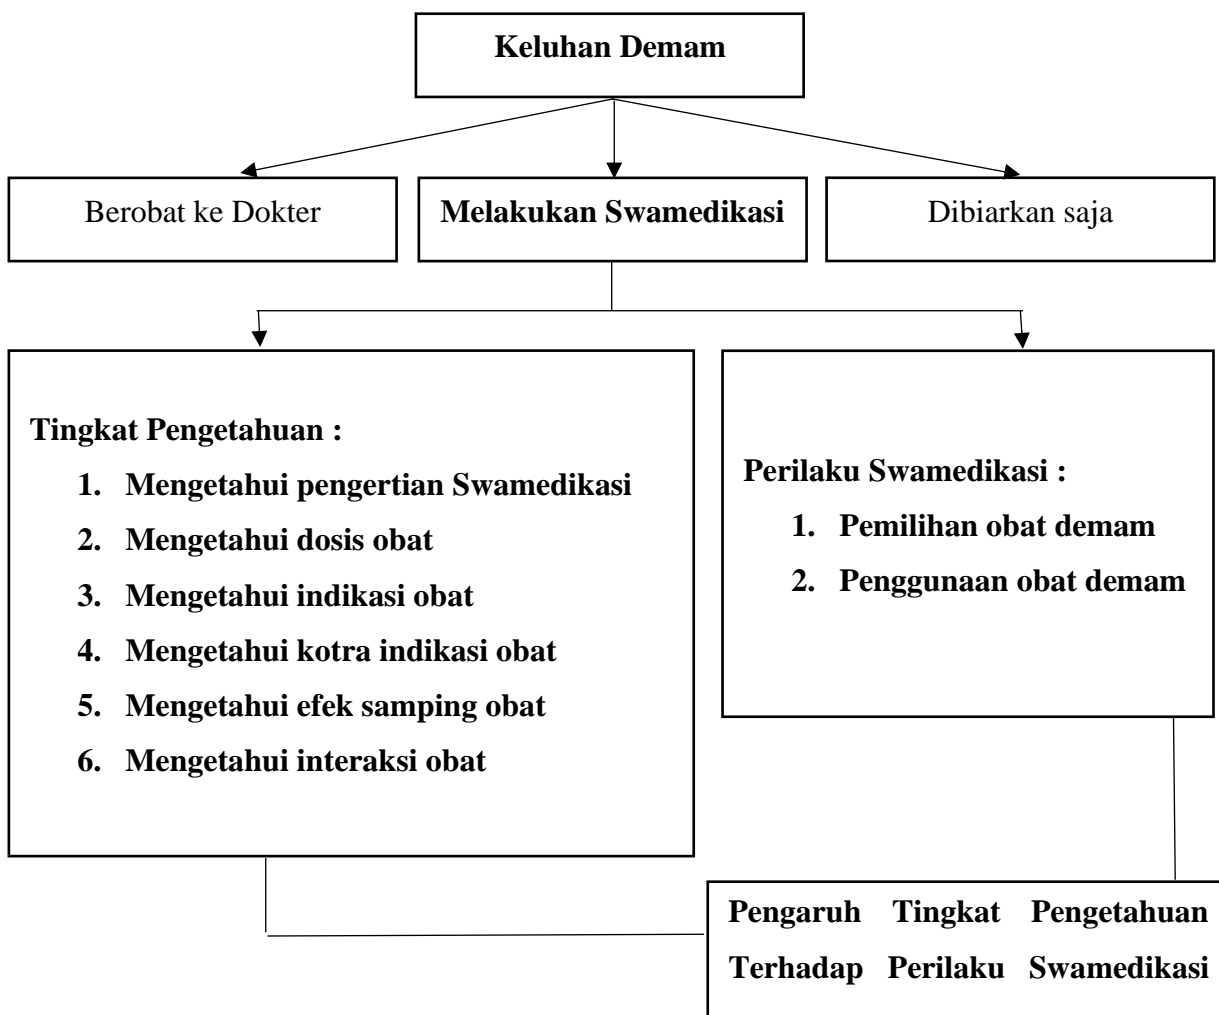 Keluhan Demam
Berobat ke Dokter
Melakukan Swamedikasi
Dibiarkan saja
Tingkat Pengetahuan :
1. Mengetahui pengertian Swamedikasi
2. Mengetahui dosis obat
3. Mengetahui indikasi obat
4. Mengetahui kotra indikasi obat
5. Mengetahui efek samping obat
6. Mengetahui interaksi obat
Perilaku Swamedikasi :
1. Pemilihan obat demam
2. Penggunaan obat demam
Pengaruh Tingkat Pengetahuan
Terhadap Perilaku Swamedikasi